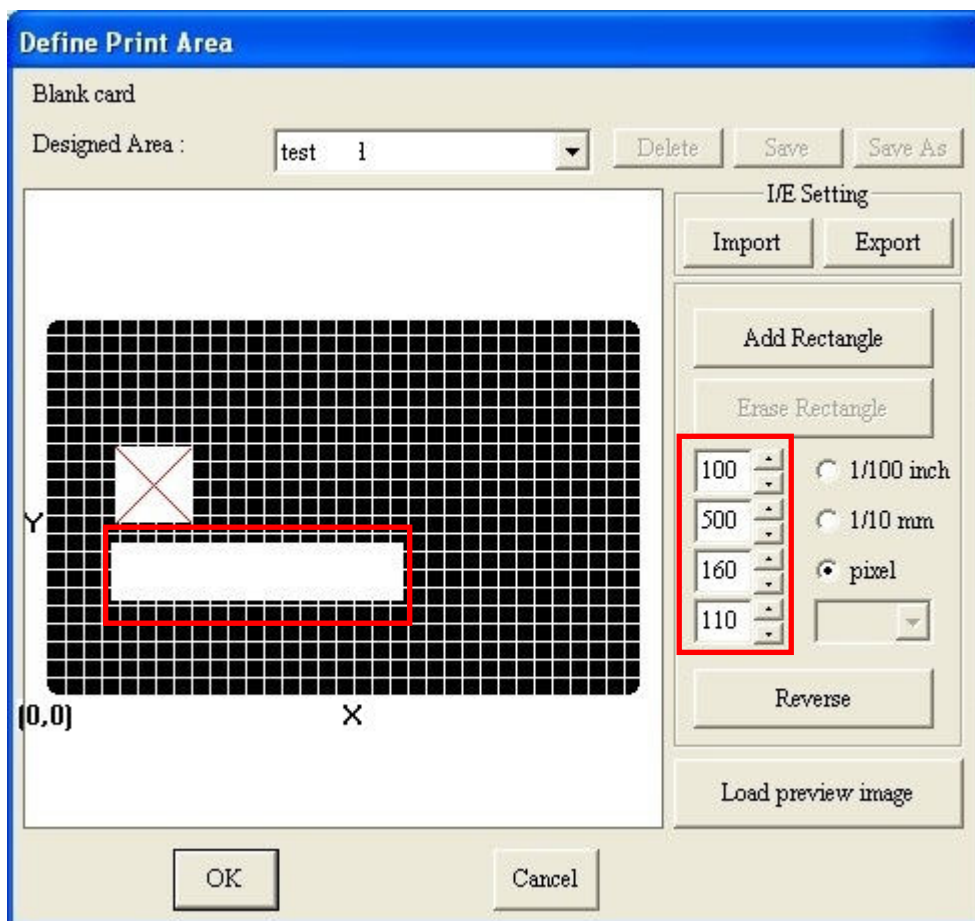 Define Print Area
Blank card
Designed Area :
test 1
Delete
Save
Save As
I/E Setting
Import
Export
Add Rectangle
Erase Rectangle
100
1/100 inch
500
1/10 mm
160
pixel
110
Y
(0,0)
X
Reverse
Load preview image
OK
Cancel